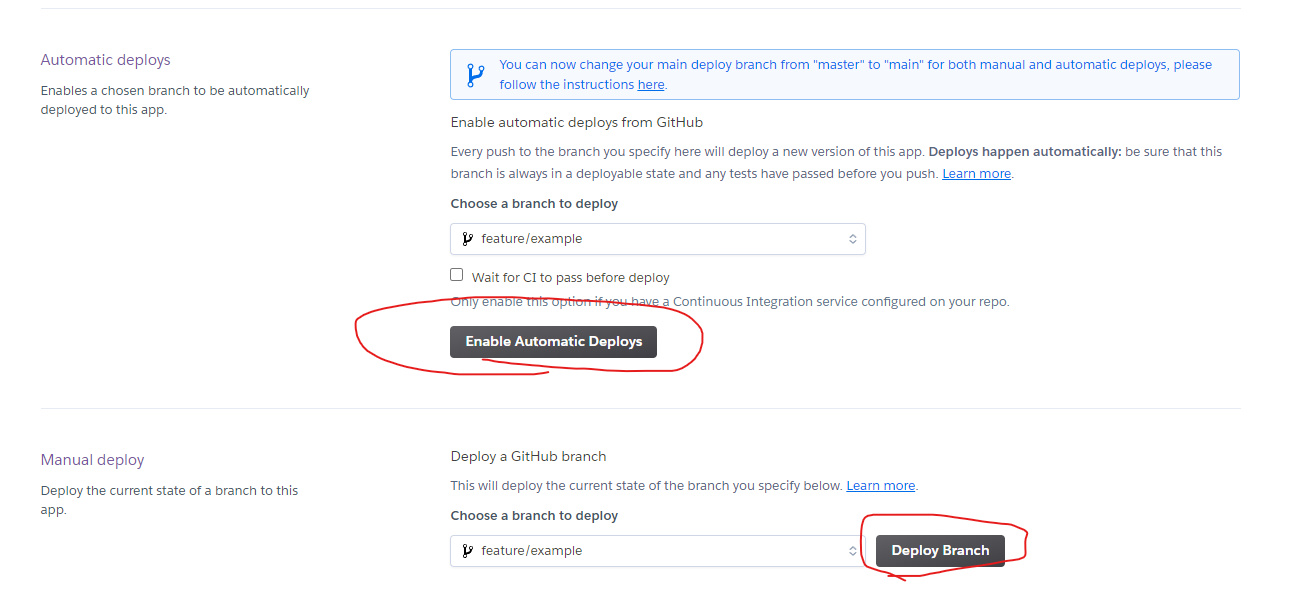 Automatic deploys
Enables a chosen branch to be automatically
deployed to this app.
You can now change your main deploy branch from "master" to "main" for both manual and automatic deploys, please
follow the instructions here.
Enable automatic deploys from GitHub
Every push to the branch you specify here will deploy a new version of this app. Deploys happen automatically: be sure that this
branch is always in a deployable state and any tests have passed before you push. Learn more.
Choose a branch to deploy
feature/example
Wait for CI to pass before deploy
Only enable this option if you have a Continuous Integration service configured on your repo.
Enable Automatic Deploys
Manual deploy
Deploy the current state of a branch to this
app.
Deploy a GitHub branch
This will deploy the current state of the branch you specify below. Learn more.
Choose a branch to deploy
feature/example
Deploy Branch